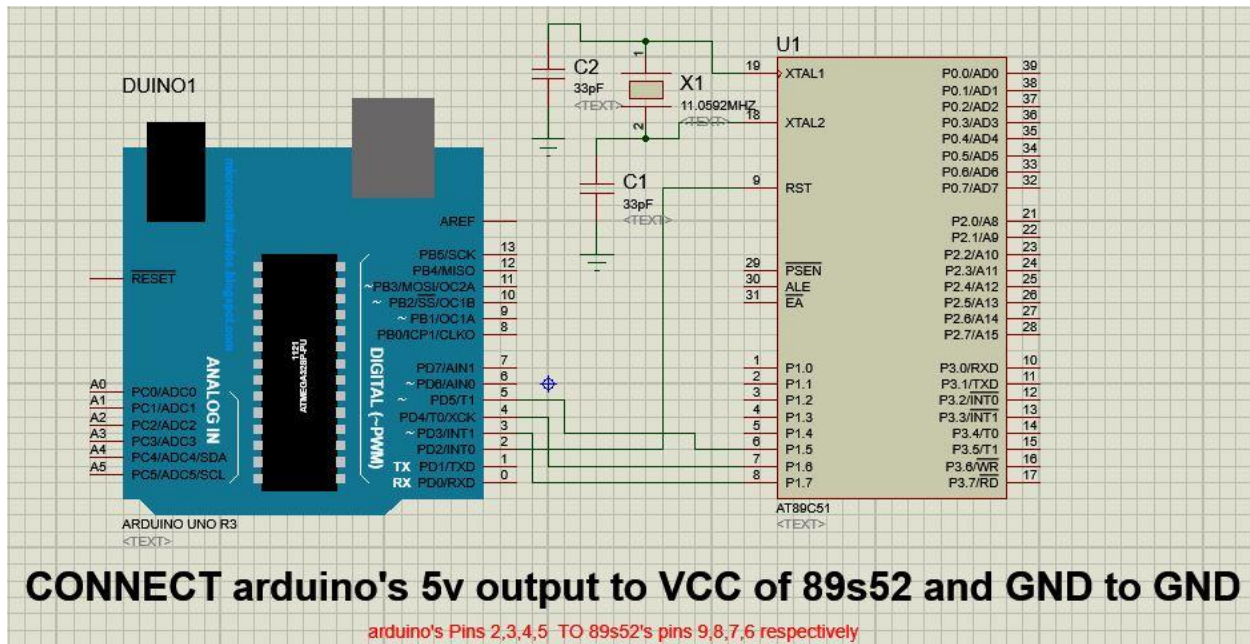 DUINO1
microcontrolandos.blogspot.com
RESET
AREF
PB5/SCK 13
PB4/MISO 12
~PB3/MOSI/OC2A 11
~ PB2/SS/OC1B 10
~ PB1/OC1A 9
PB0/ICP1/CLKO 8
PD7/AIN1 7
~ PD6/AIN0 6
~ PD5/T1 5
PD4/T0/XCK 4
~ PD3/INT1 3
PD2/INT0 2
TX PD1/TXD 1
RX PD0/RXD 0
DIGITAL (~PWM)
1121
ATMEGA328P-PU
ANALOG IN
A0 PC0/ADC0
A1 PC1/ADC1
A2 PC2/ADC2
A3 PC3/ADC3
A4 PC4/ADC4/SDA
A5 PC5/ADC5/SCL
ARDUINO UNO R3
<TEXT>
C2
33pF
<TEXT>
1
X1
11.0592MHZ
<TEXT>
2
C1
33pF
<TEXT>
U1
19 XTAL1
18 XTAL2
9 RST
29 PSEN
30 ALE
31 EA
1 P1.0
2 P1.1
3 P1.2
4 P1.3
5 P1.4
6 P1.5
7 P1.6
8 P1.7
P0.0/AD0 39
P0.1/AD1 38
P0.2/AD2 37
P0.3/AD3 36
P0.4/AD4 35
P0.5/AD5 34
P0.6/AD6 33
P0.7/AD7 32
P2.0/A8 21
P2.1/A9 22
P2.2/A10 23
P2.3/A11 24
P2.4/A12 25
P2.5/A13 26
P2.6/A14 27
P2.7/A15 28
P3.0/RXD 10
P3.1/TXD 11
P3.2/INT0 12
P3.3/INT1 13
P3.4/T0 14
P3.5/T1 15
P3.6/WR 16
P3.7/RD 17
AT89C51
<TEXT>
CONNECT arduino's 5v output to VCC of 89s52 and GND to GND
arduino's Pins 2,3,4,5 TO 89s52's pins 9,8,7,6 respectively